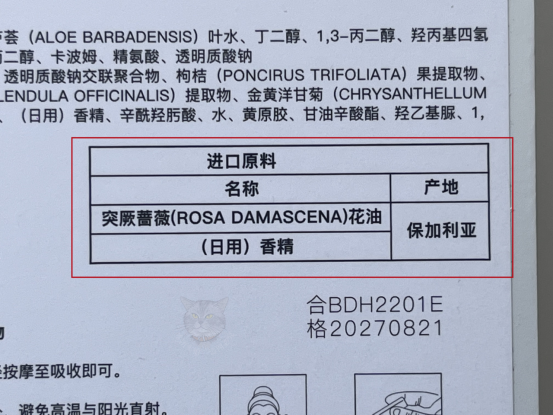 芦荟（ALOE BARBADENSIS）叶水、丁二醇、1,3-丙二醇、羟丙基四氢
二醇、卡波姆、精氨酸、透明质酸钠
透明质酸钠交联聚合物、枸桔（PONCIRUS TRIFOLIATA）果提取物、
LENDULA OFFICINALIS）提取物、金黄洋甘菊（CHRYSANTHELLUM
、（日用）香精、辛酰羟肟酸、水、黄原胶、甘油辛酸酯、羟乙基脲、1,
进口原料
名称 产地
突厥蔷薇(ROSA DAMASCENA)花油
保加利亚
（日用）香精
合BDH2201E
格20270821
物
按摩至吸收即可。
避免高温与阳光直射。